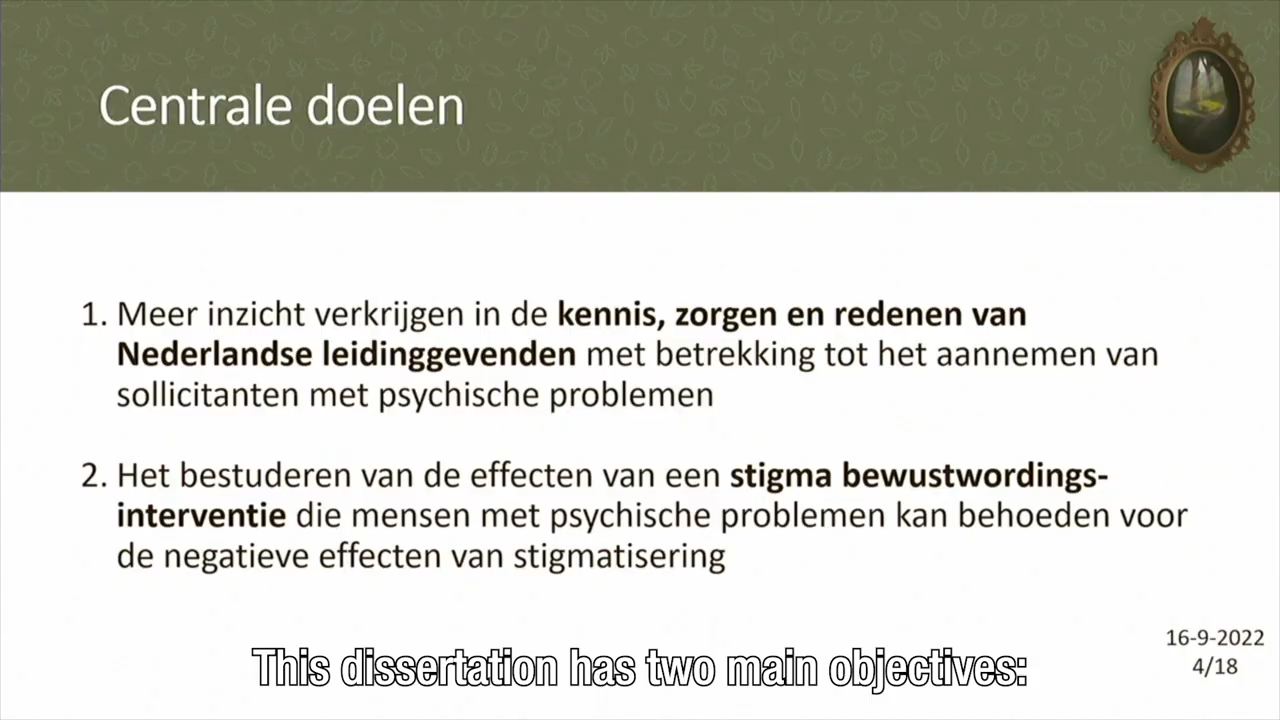 Centrale doelen
1. Meer inzicht verkrijgen in de kennis, zorgen en redenen van
Nederlandse leidinggevenden met betrekking tot het aannemen van
sollicitanten met psychische problemen
2. Het bestuderen van de effecten van een stigma bewustwordings-
interventie die mensen met psychische problemen kan behoeden voor
de negatieve effecten van stigmatisering
16-9-2022
4/18
This dissertation has two main objectives: